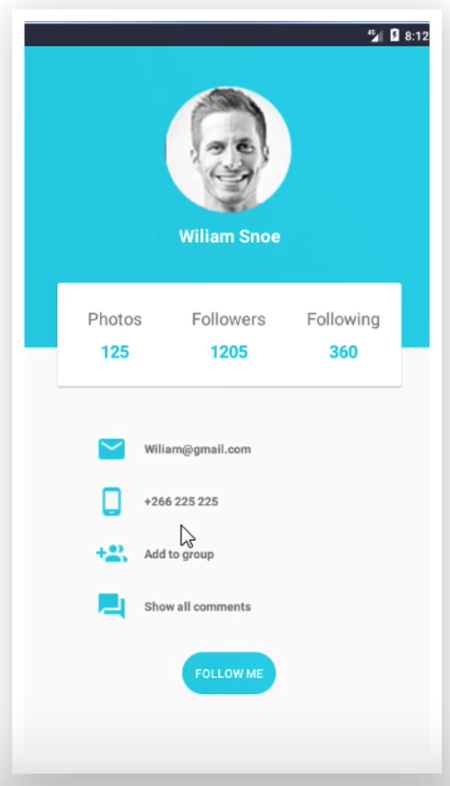 4G 8:12
Wiliam Snoe
Photos Followers Following
125 1205 360
Wiliam@gmail.com
+266 225 225
Add to group
Show all comments
FOLLOW ME